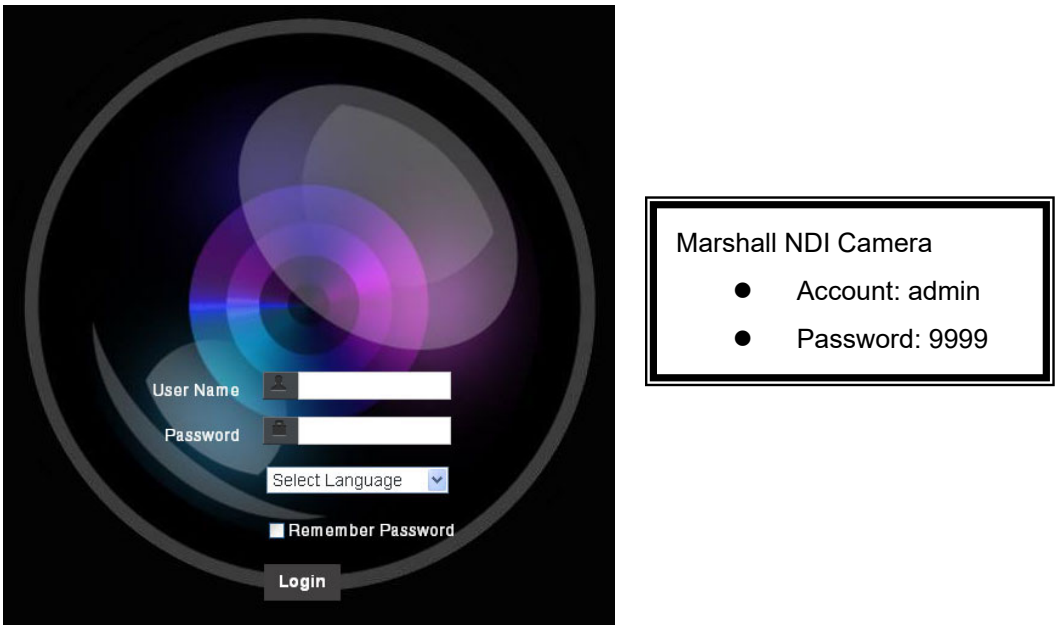 User Name
Password
Select Language
Remember Password
Login
Marshall NDI Camera
● Account: admin
● Password: 9999